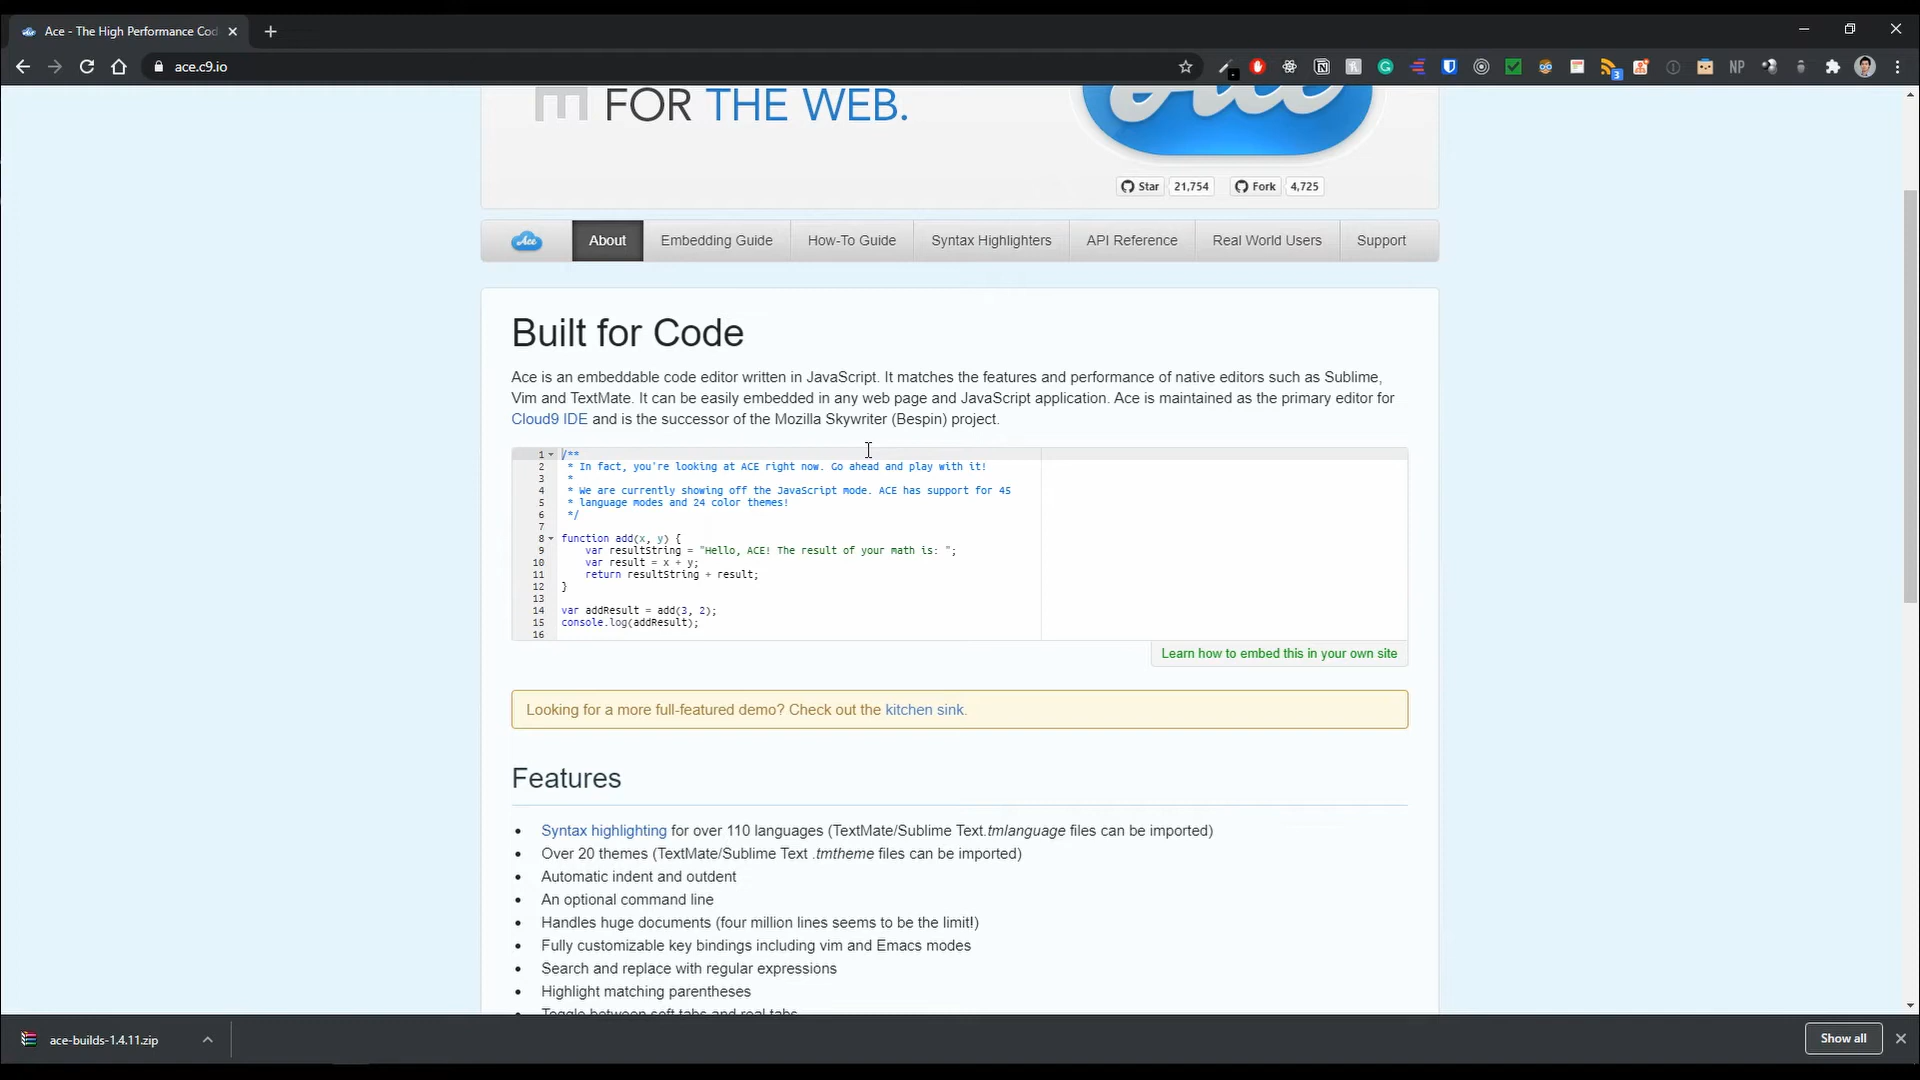 Ace - The High Performance Cod
ace.c9.io
3
NP
FOR THE WEB.
Ace
Star 21,754 Fork 4,725
Ace About Embedding Guide How-To Guide Syntax Highlighters API Reference Real World Users Support
Built for Code
Ace is an embeddable code editor written in JavaScript. It matches the features and performance of native editors such as Sublime,
Vim and TextMate. It can be easily embedded in any web page and JavaScript application. Ace is maintained as the primary editor for
Cloud9 IDE and is the successor of the Mozilla Skywriter (Bespin) project.
1 /**
2 * In fact, you're looking at ACE right now. Go ahead and play with it!
3 *
4 * We are currently showing off the JavaScript mode. ACE has support for 45
5 * language modes and 24 color themes!
6 */
7
8 function add(x, y) {
9 var resultString = "Hello, ACE! The result of your math is: ";
10 var result = x + y;
11 return resultString + result;
12 }
13
14 var addResult = add(3, 2);
15 console.log(addResult);
16
Learn how to embed this in your own site
Looking for a more full-featured demo? Check out the kitchen sink.
Features
• Syntax highlighting for over 110 languages (TextMate/Sublime Text.tmlanguage files can be imported)
• Over 20 themes (TextMate/Sublime Text .tmtheme files can be imported)
• Automatic indent and outdent
• An optional command line
• Handles huge documents (four million lines seems to be the limit!)
• Fully customizable key bindings including vim and Emacs modes
• Search and replace with regular expressions
• Highlight matching parentheses
Toggle between soft tabs and real tabs
ace-builds-1.4.11.zip
Show all